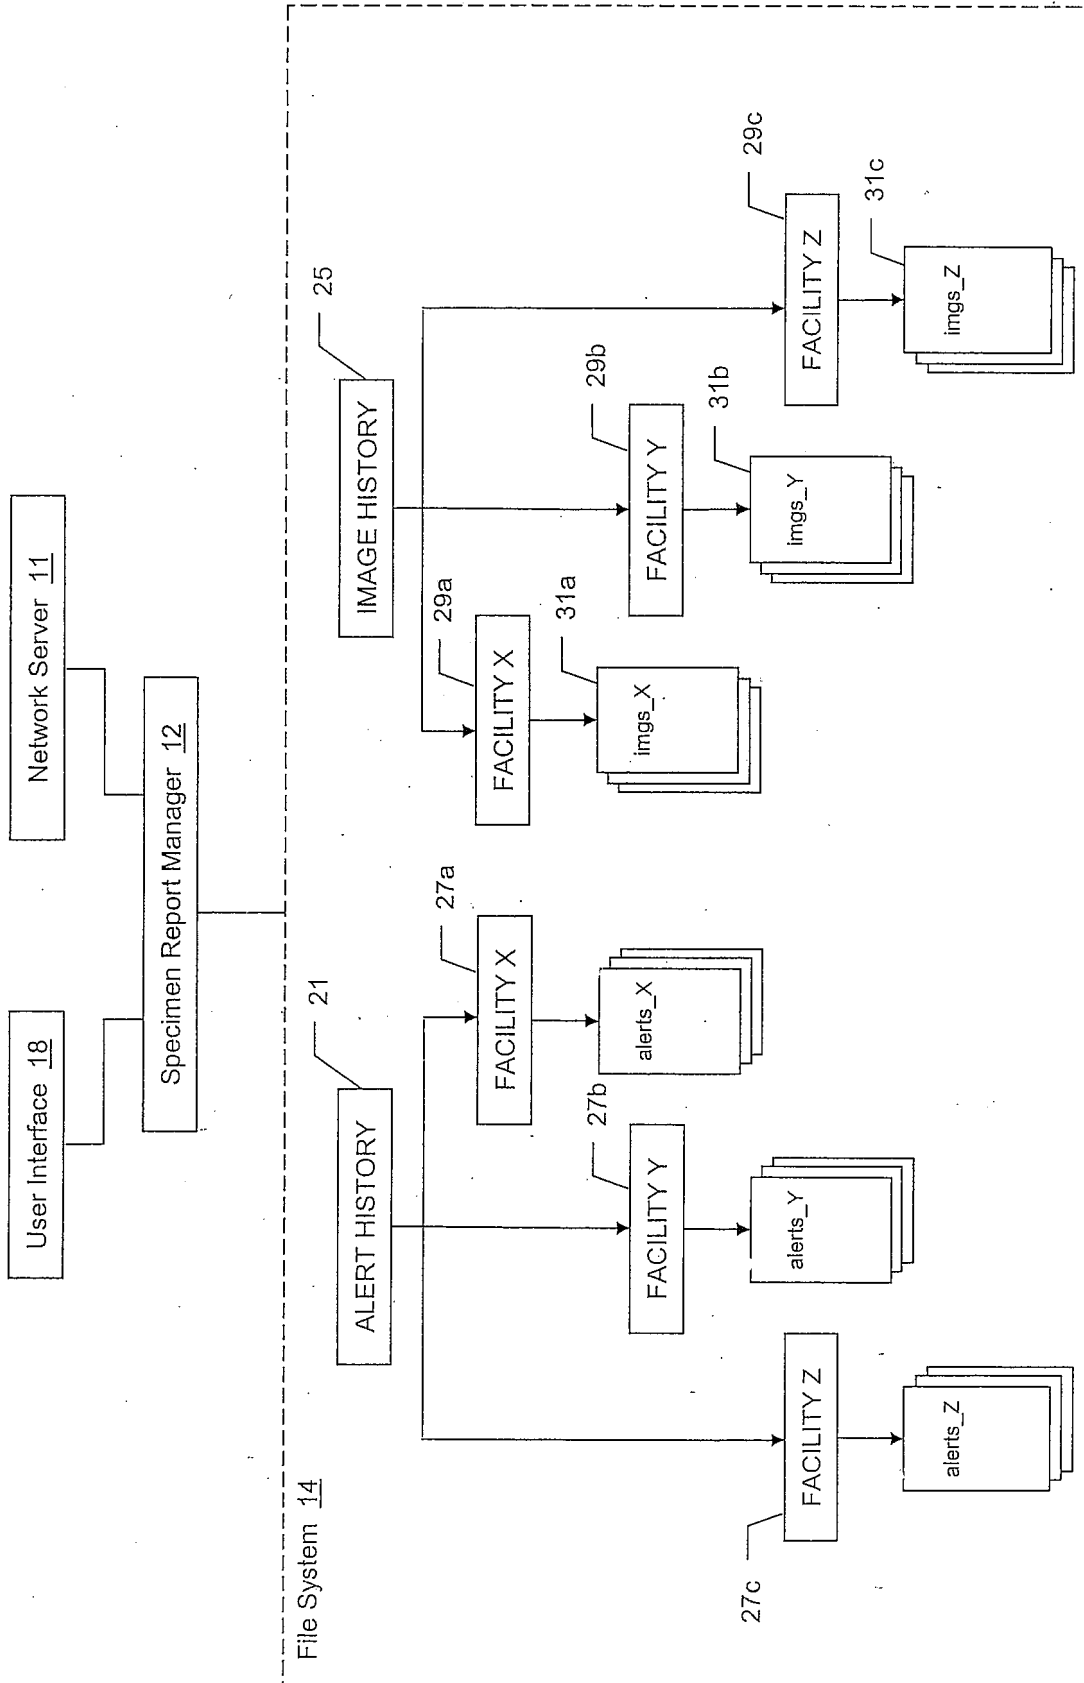 User Interface 18
Network Server 11
Specimen Report Manager 12
File System 14
21
ALERT HISTORY
25
IMAGE HISTORY
27a
FACILITY X
alerts_X
27b
FACILITY Y
alerts_Y
27c
FACILITY Z
alerts_Z
29a
FACILITY X
31a
imgs_X
29b
FACILITY Y
31b
imgs_Y
29c
FACILITY Z
31c
imgs_Z